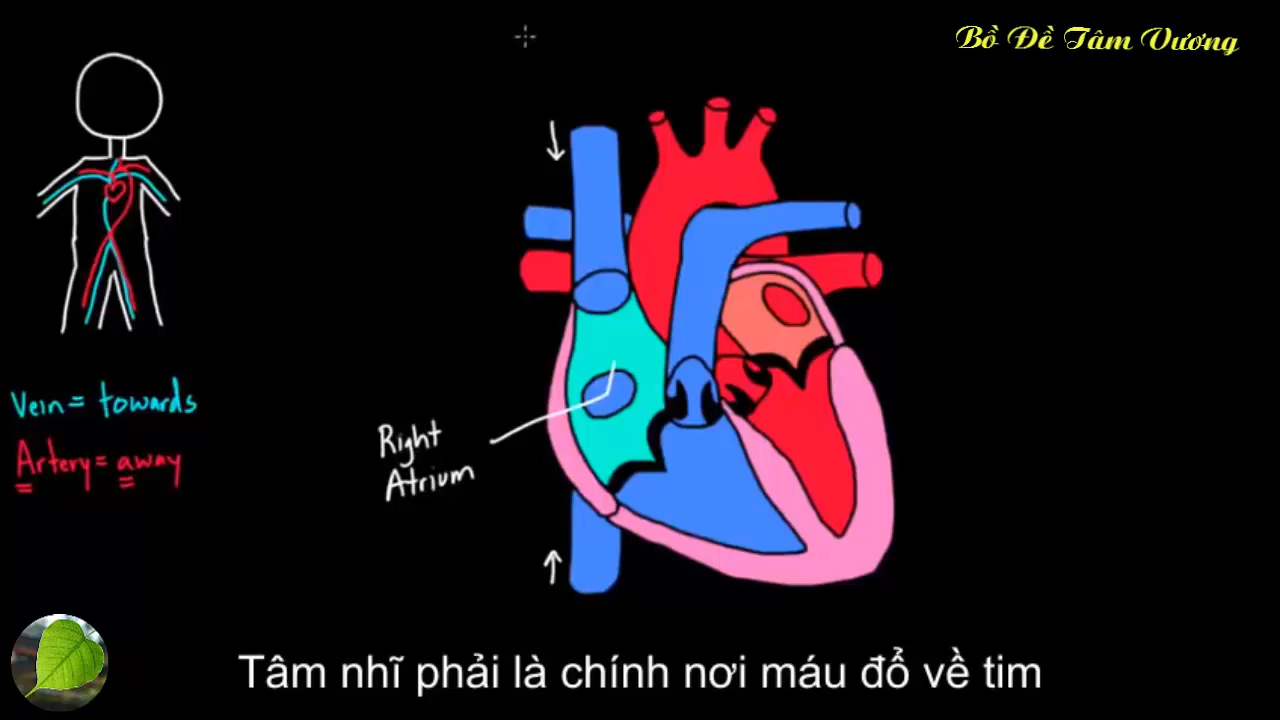 Bồ Đề Tâm Vương
Vein = towards
Artery = away
Right
Atrium
Tâm nhĩ phải là chính nơi máu đổ về tim